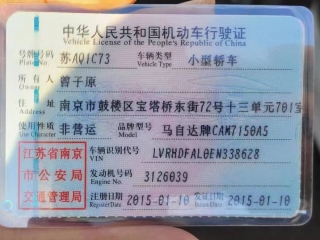 中华人民共和国机动车行驶证
Vehicle License of the People's Republic of China
号牌号码 苏AQ1C73 车辆类型 小型轿车
Plate No. Vehicle Type
所有人 曾子原
Owner
住址 南京市鼓楼区宝塔桥东街72号十三单元701室
Address
使用性质 非营运 品牌型号 马自达牌CAM7150A5
Use Character Model
江苏省南京市公安局交通管理局
车辆识别代号 LVRHDFAL0EN338628
VIN
发动机号码 3126039
Engine No.
注册日期 2015-01-10 发证日期 2015-01-10
Register Date Issue Date